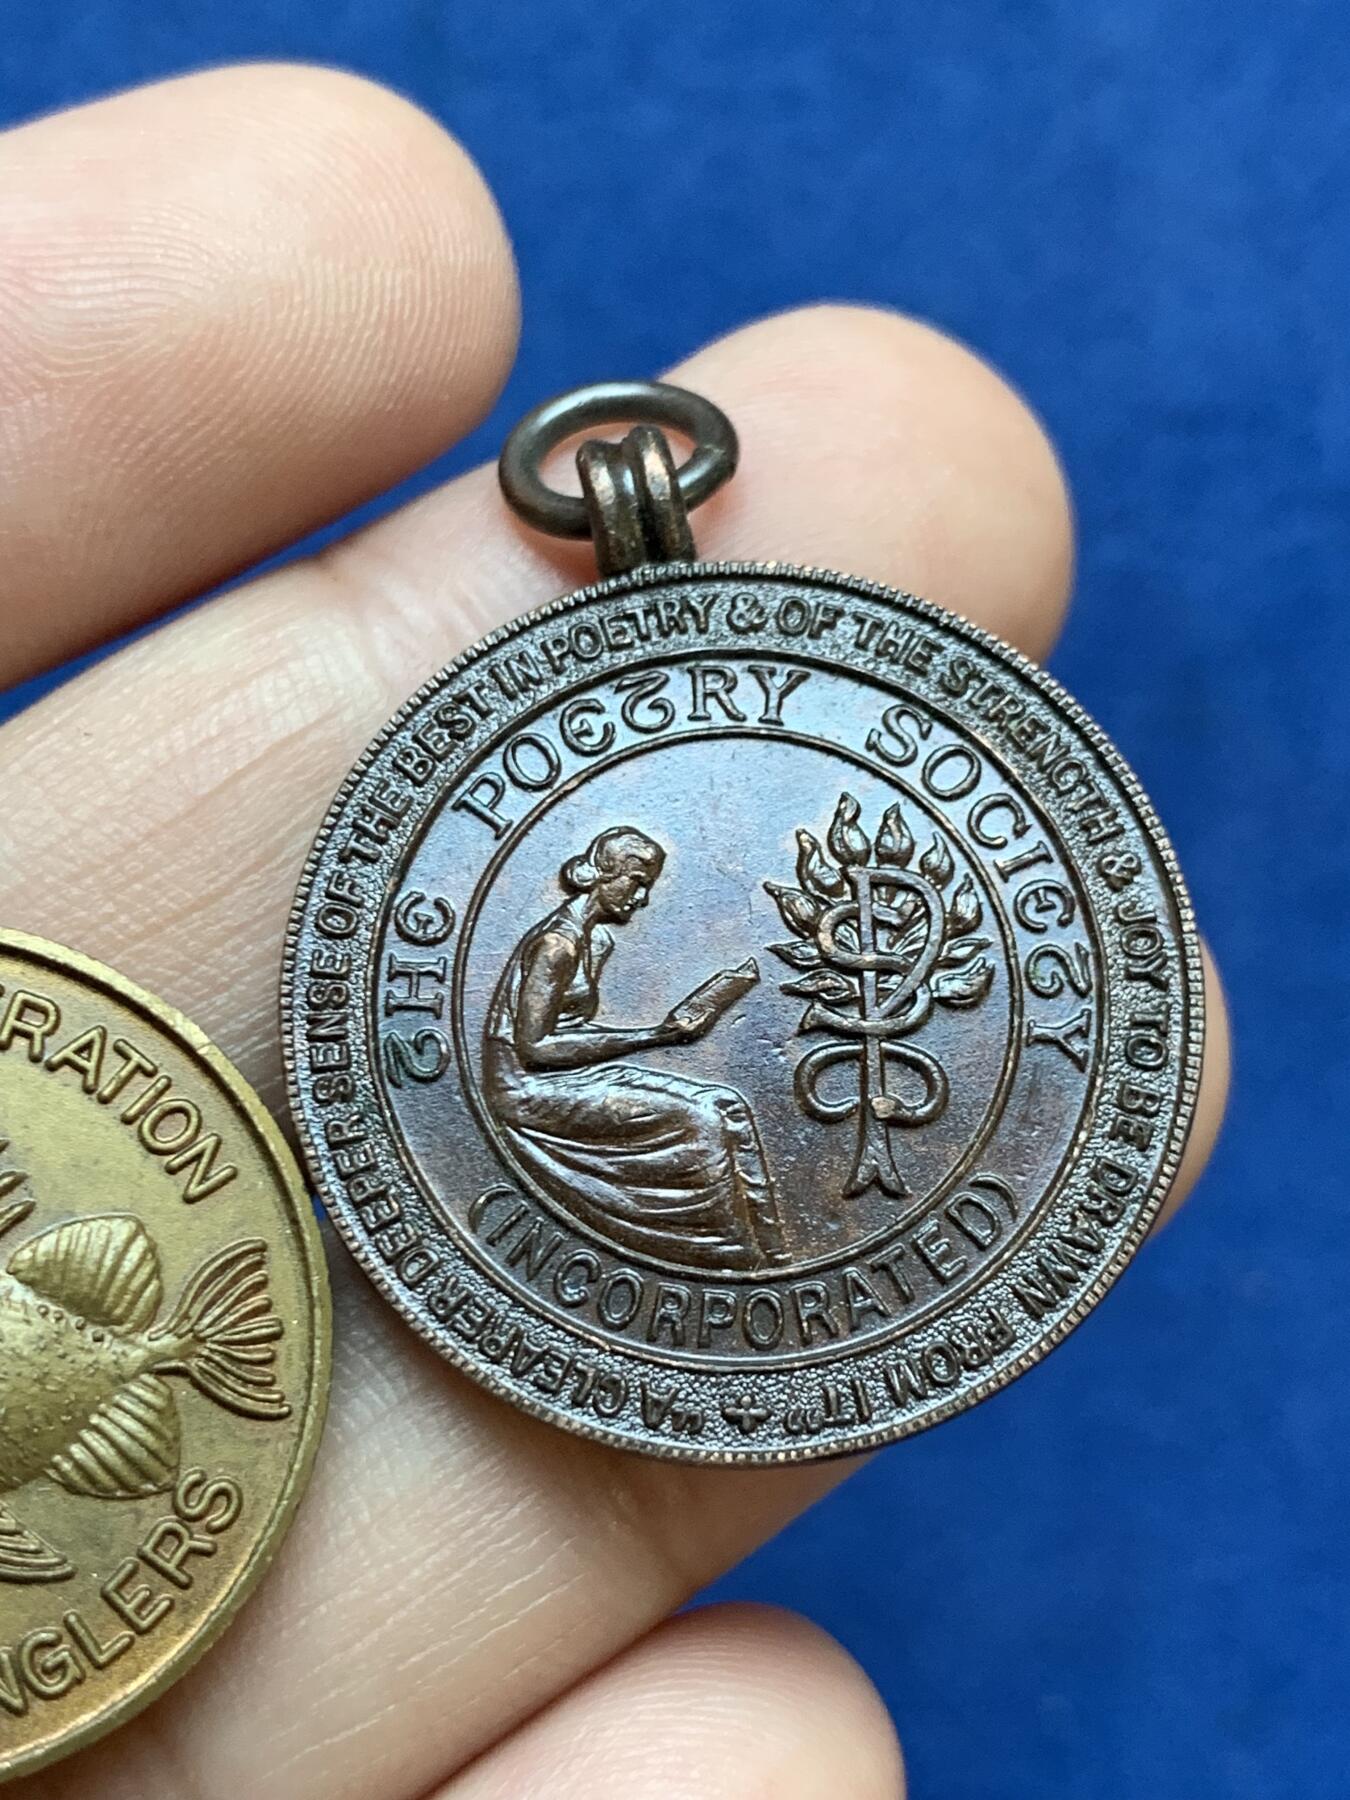 "A CLEARER DEEPER SENSE OF THE BEST IN POETRY & OF THE STRENGTH & JOY TO BE DRAWN FROM IT"
THE POETRY SOCIETY
(INCORPORATED)
PS
RATION
NGLERS